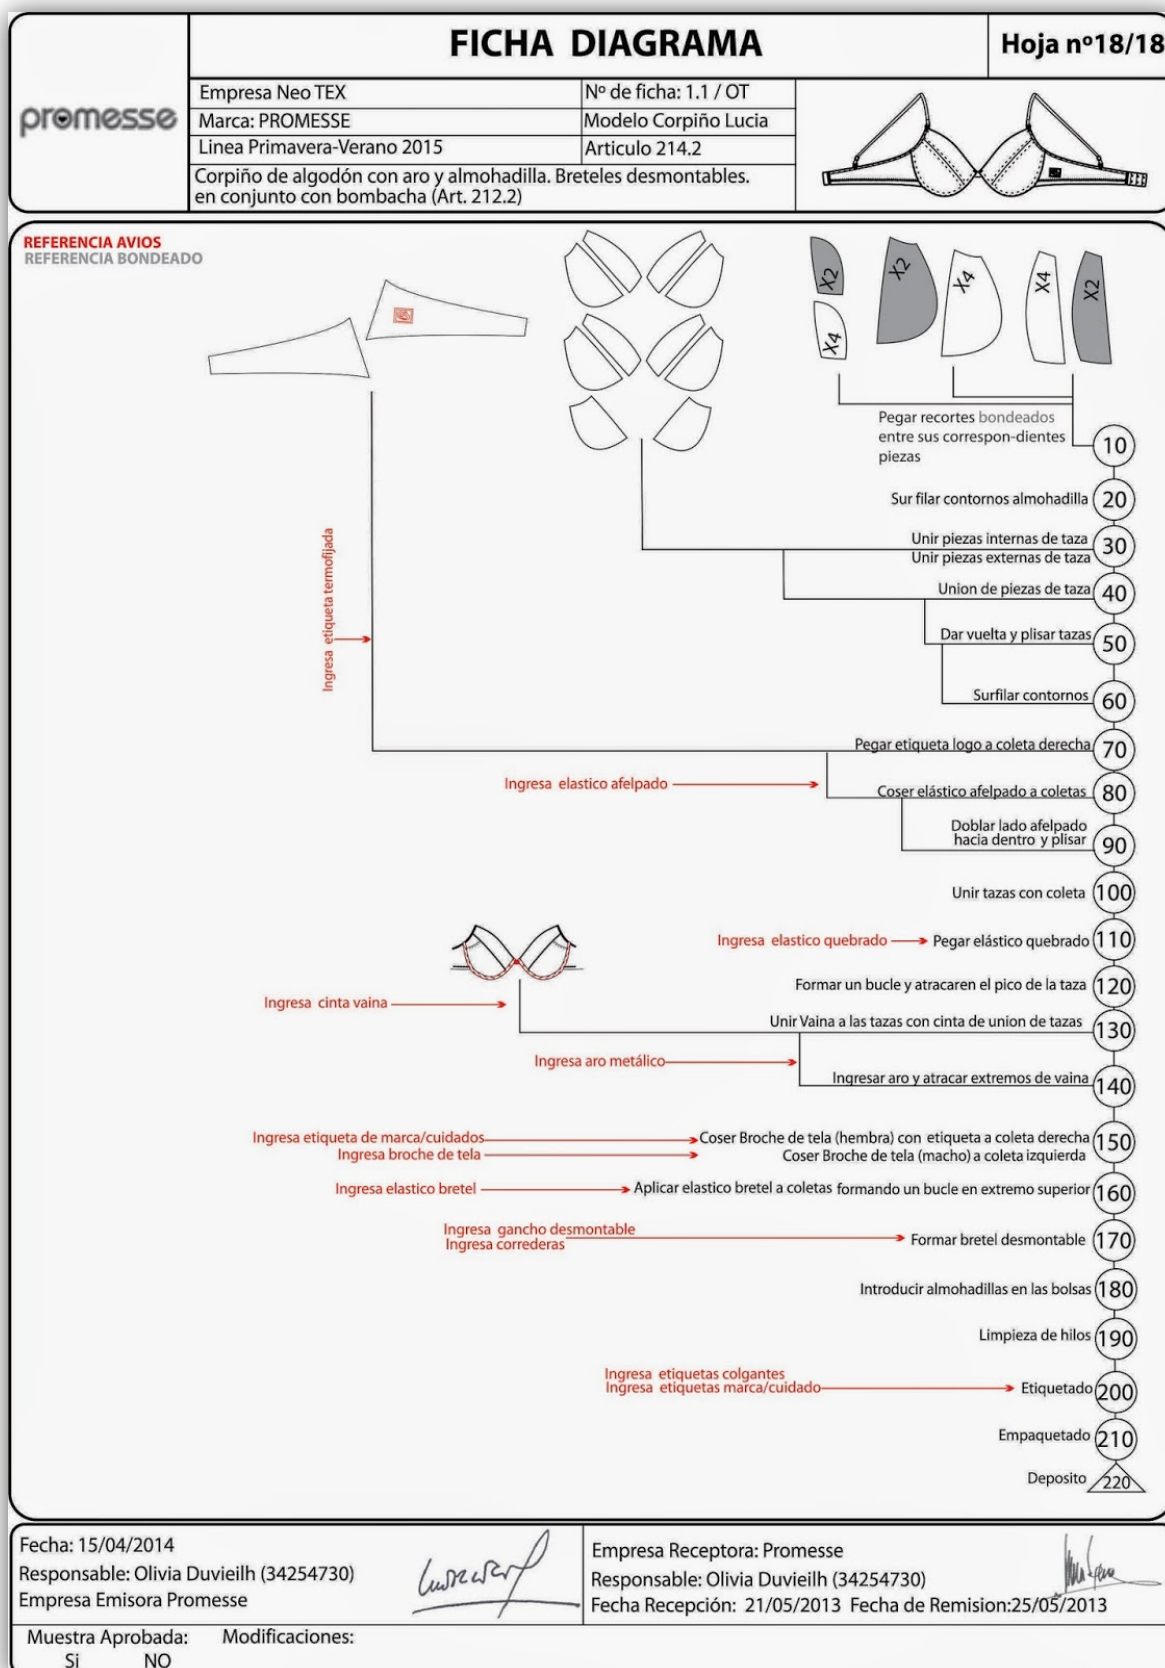 FICHA DIAGRAMA
Hoja nº18/18
promesse
Empresa Neo TEX
Nº de ficha: 1.1 / OT
Marca: PROMESSE
Modelo Corpiño Lucia
Linea Primavera-Verano 2015
Articulo 214.2
Corpiño de algodón con aro y almohadilla. Breteles desmontables.
en conjunto con bombacha (Art. 212.2)
REFERENCIA AVIOS
REFERENCIA BONDEADO
X2
X4
X2
X4
X4
X2
Pegar recortes bondeados
entre sus correspon-dientes
piezas
10
Sur filar contornos almohadilla 20
Unir piezas internas de taza
Unir piezas externas de taza
30
Union de piezas de taza 40
Dar vuelta y plisar tazas 50
Surfilar contornos 60
Ingresa etiqueta termofijada
Pegar etiqueta logo a coleta derecha 70
Ingresa elastico afelpado
Coser elástico afelpado a coletas 80
Doblar lado afelpado
hacia dentro y plisar
90
Unir tazas con coleta 100
Ingresa elastico quebrado
Pegar elástico quebrado 110
Formar un bucle y atracaren el pico de la taza 120
Ingresa cinta vaina
Unir Vaina a las tazas con cinta de union de tazas 130
Ingresa aro metálico
Ingresar aro y atracar extremos de vaina 140
Ingresa etiqueta de marca/cuidados
Ingresa broche de tela
Coser Broche de tela (hembra) con etiqueta a coleta derecha
Coser Broche de tela (macho) a coleta izquierda
150
Ingresa elastico bretel
Aplicar elastico bretel a coletas formando un bucle en extremo superior 160
Ingresa gancho desmontable
Ingresa correderas
Formar bretel desmontable 170
Introducir almohadillas en las bolsas 180
Limpieza de hilos 190
Ingresa etiquetas colgantes
Ingresa etiquetas marca/cuidado
Etiquetado 200
Empaquetado 210
Deposito 220
Fecha: 15/04/2014
Responsable: Olivia Duvieilh (34254730)
Empresa Emisora Promesse
Empresa Receptora: Promesse
Responsable: Olivia Duvieilh (34254730)
Fecha Recepción: 21/05/2013 Fecha de Remision:25/05/2013
Muestra Aprobada: Modificaciones:
Si NO